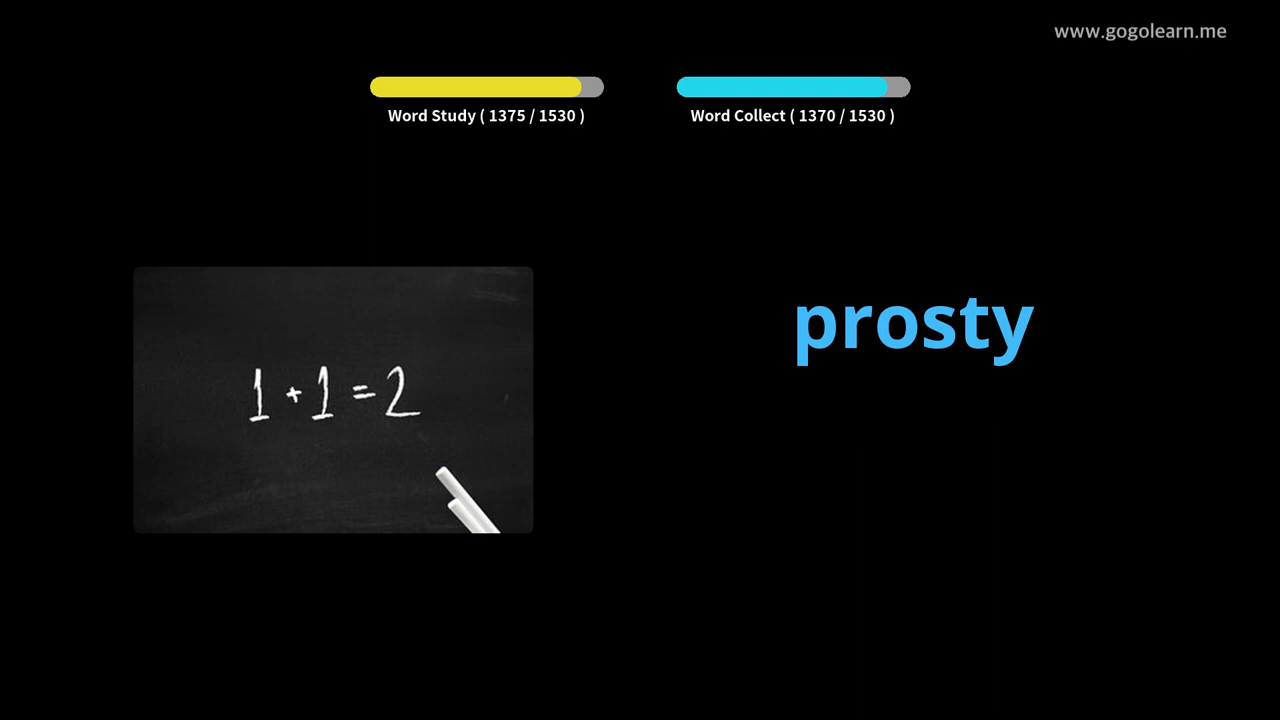 www.gogolearn.me
Word Study ( 1375 / 1530 )
Word Collect ( 1370 / 1530 )
prosty
1 + 1 = 2